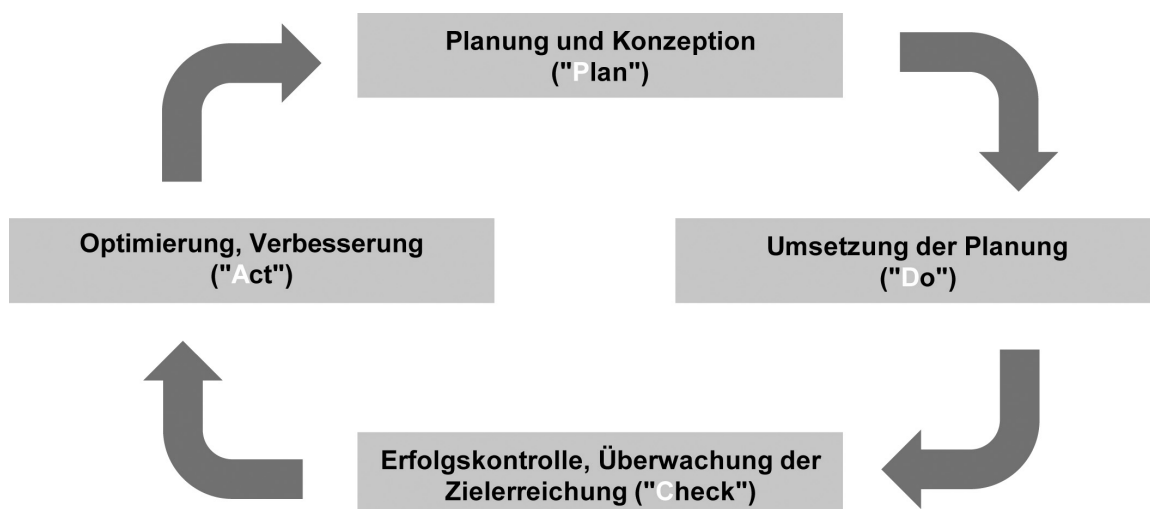 Planung und Konzeption
("Plan")
Optimierung, Verbesserung
("Act")
Umsetzung der Planung
("Do")
Erfolgskontrolle, Überwachung der
Zielerreichung ("Check")